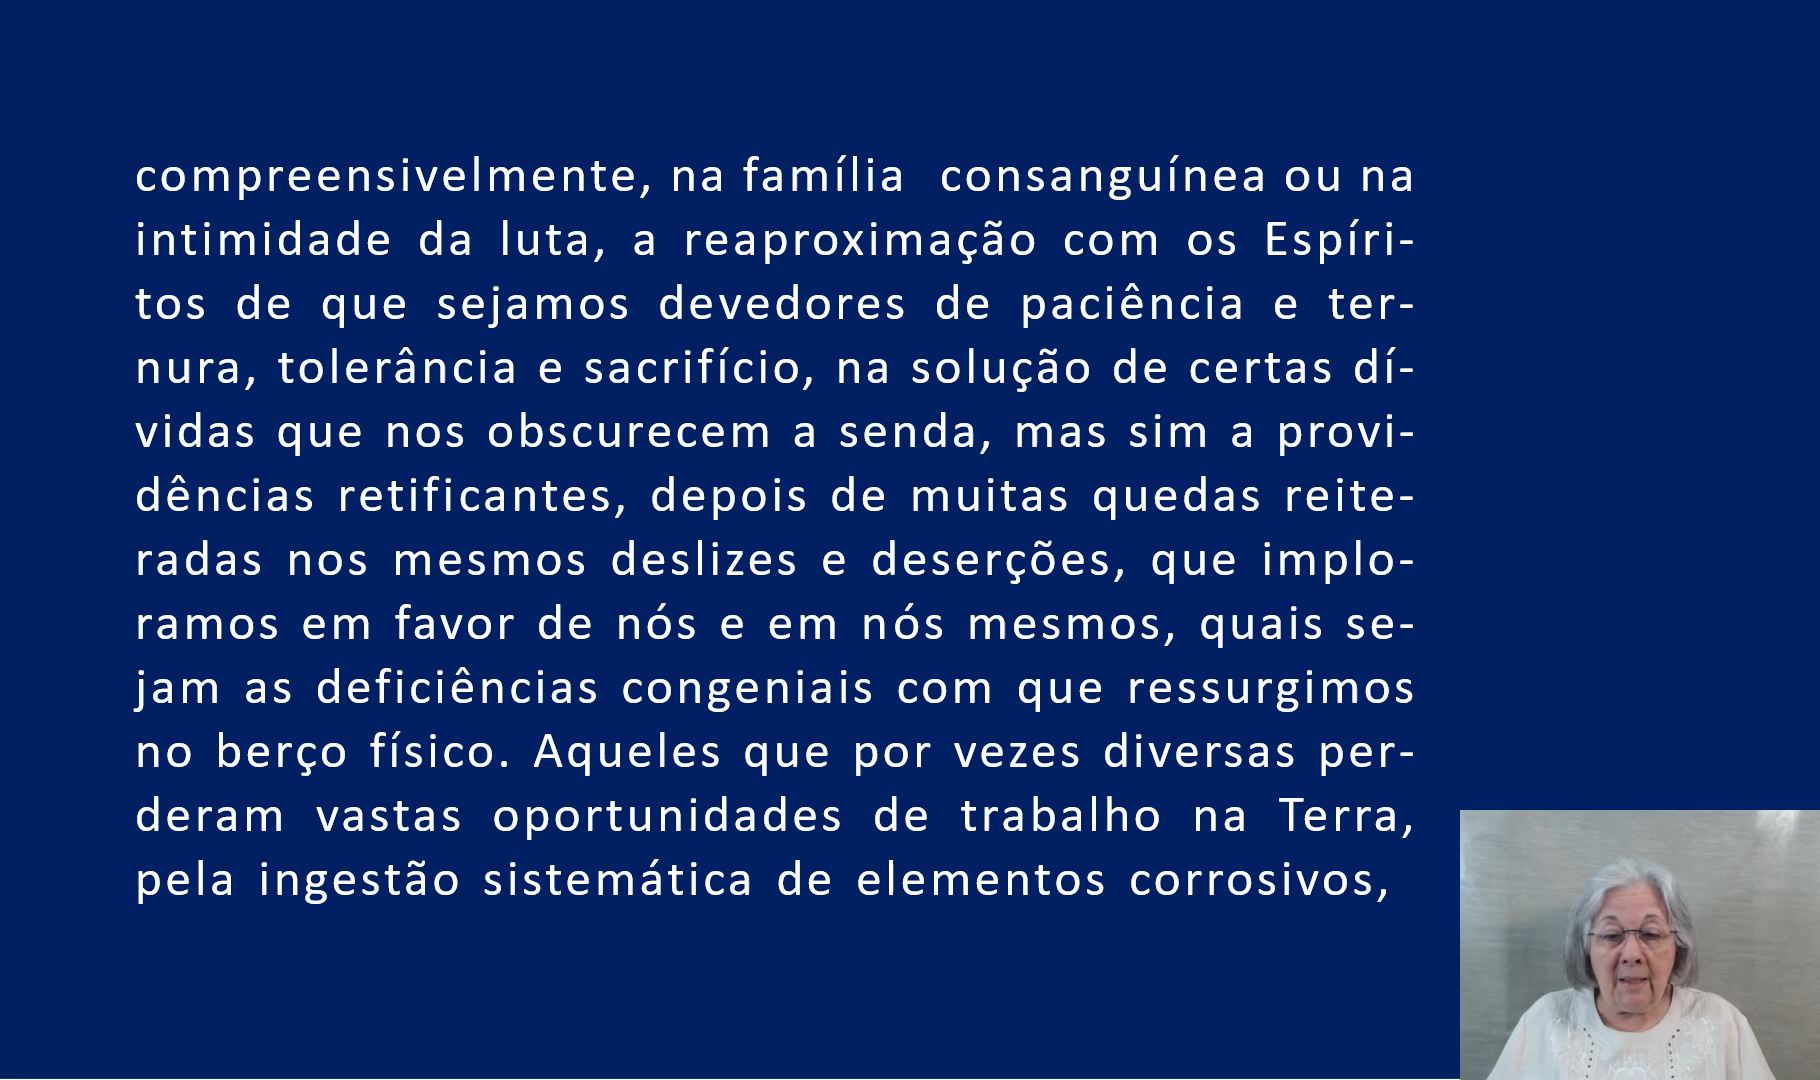 compreensivelmente, na família consanguínea ou na
intimidade da luta, a reaproximação com os Espíri-
tos de que sejamos devedores de paciência e ter-
nura, tolerância e sacrifício, na solução de certas dí-
vidas que nos obscurecem a senda, mas sim a provi-
dências retificantes, depois de muitas quedas reite-
radas nos mesmos deslizes e deserções, que implo-
ramos em favor de nós e em nós mesmos, quais se-
jam as deficiências congeniais com que ressurgimos
no berço físico. Aqueles que por vezes diversas per-
deram vastas oportunidades de trabalho na Terra,
pela ingestão sistemática de elementos corrosivos,